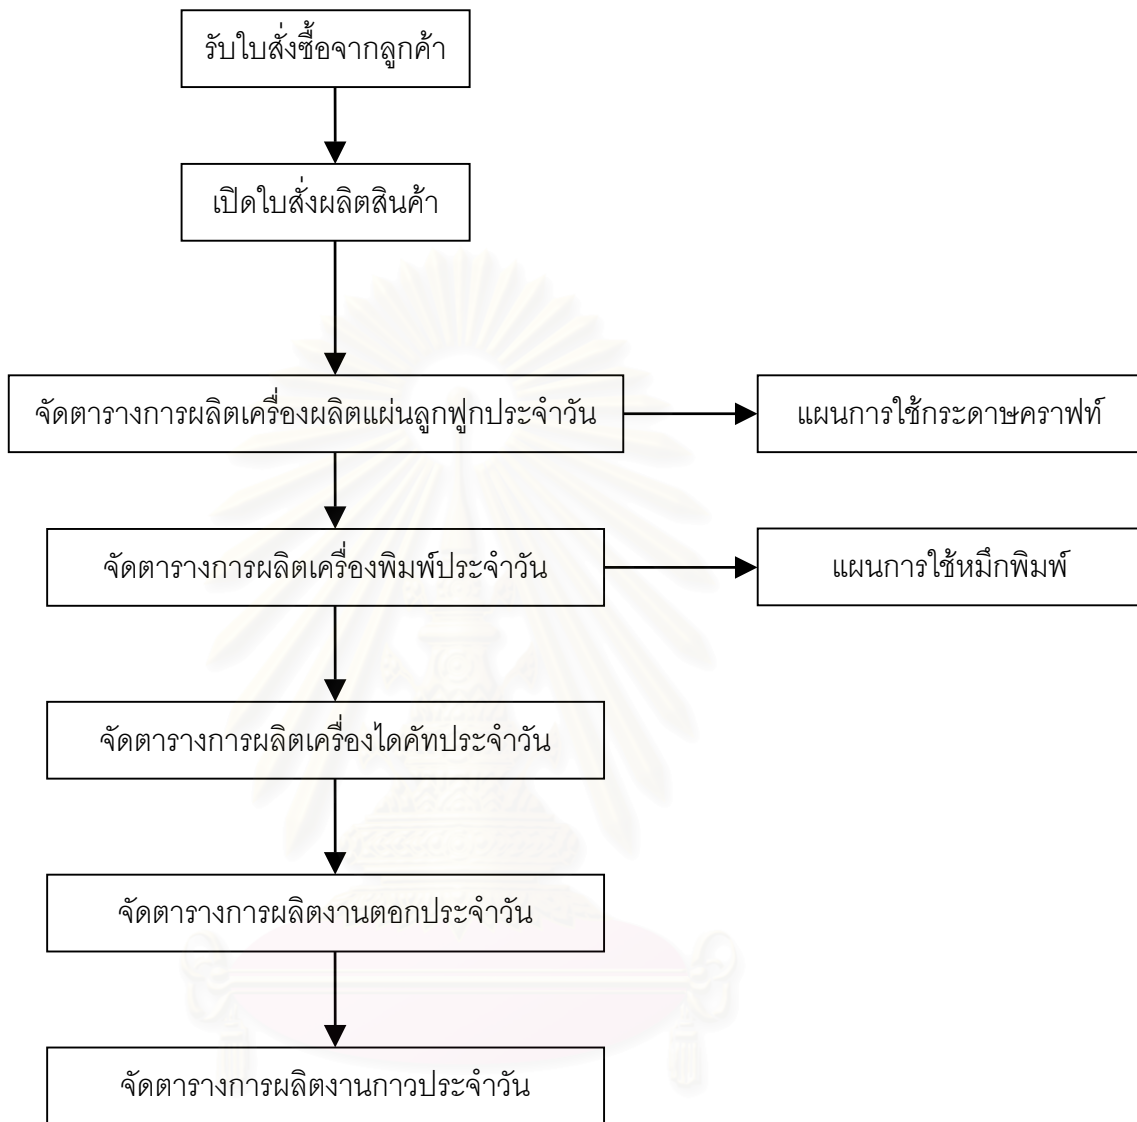 รับใบสั่งซื้อจากลูกค้า
เปิดใบสั่งผลิตสินค้า
จัดตารางการผลิตเครื่องผลิตแผ่นลูกฟูกประจำวัน
แผนการใช้กระดาษคราฟท์
จัดตารางการผลิตเครื่องพิมพ์ประจำวัน
แผนการใช้หมึกพิมพ์
จัดตารางการผลิตเครื่องไดคัทประจำวัน
จัดตารางการผลิตงานตอกประจำวัน
จัดตารางการผลิตงานกาวประจำวัน